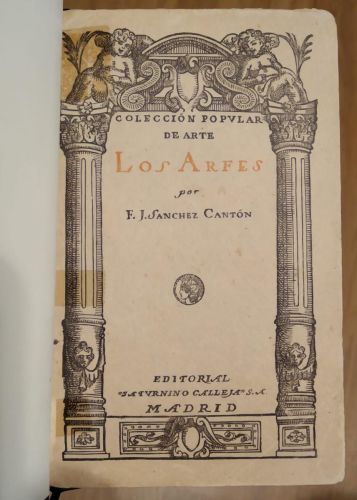 COLECCIÓN POPVLAR
DE ARTE
LOS ARFES
por
F. J. SANCHEZ CANTÓN
EDITORIAL
"SATVRNINO CALLEJA" S.A.
MADRID